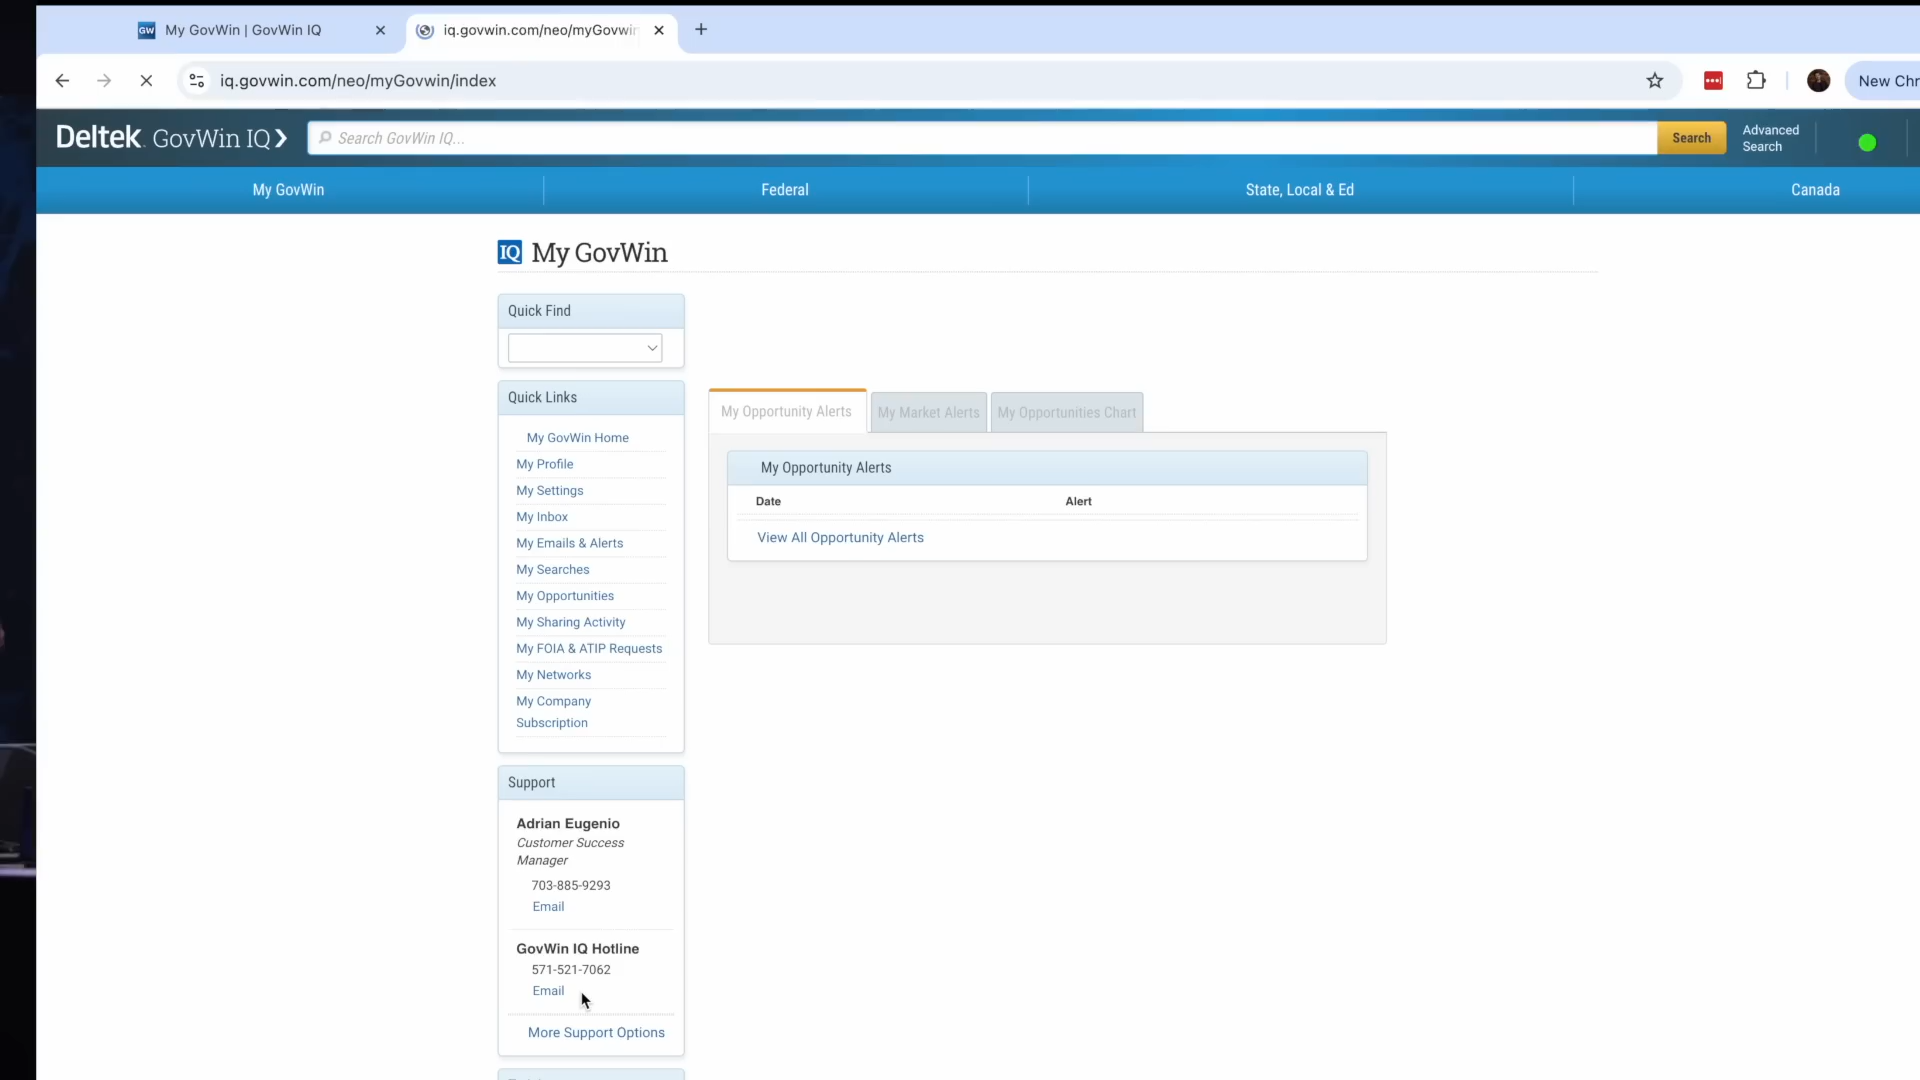 GW My GovWin | GovWin IQ
iq.govwin.com/neo/myGovwin
iq.govwin.com/neo/myGovwin/index
New Chr
Deltek GovWin IQ
Search GovWin IQ...
Search
Advanced
Search
My GovWin
Federal
State, Local & Ed
Canada
IQ My GovWin
Quick Find
Quick Links
My GovWin Home
My Profile
My Settings
My Inbox
My Emails & Alerts
My Searches
My Opportunities
My Sharing Activity
My FOIA & ATIP Requests
My Networks
My Company
Subscription
My Opportunity Alerts
My Market Alerts
My Opportunities Chart
My Opportunity Alerts
Date Alert
View All Opportunity Alerts
Support
Adrian Eugenio
Customer Success
Manager
703-885-9293
Email
GovWin IQ Hotline
571-521-7062
Email
More Support Options